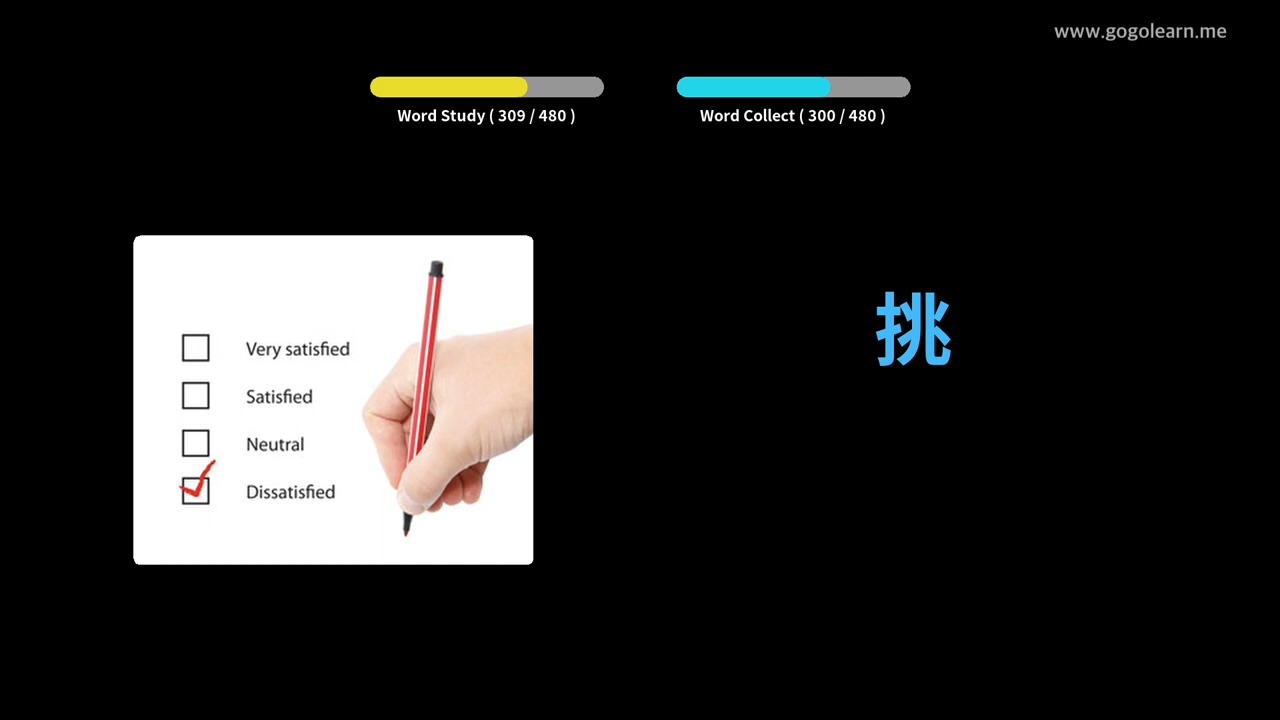 www.gogolearn.me
Word Study ( 309 / 480 )
Word Collect ( 300 / 480 )
Very satisfied
Satisfied
Neutral
Dissatisfied
挑